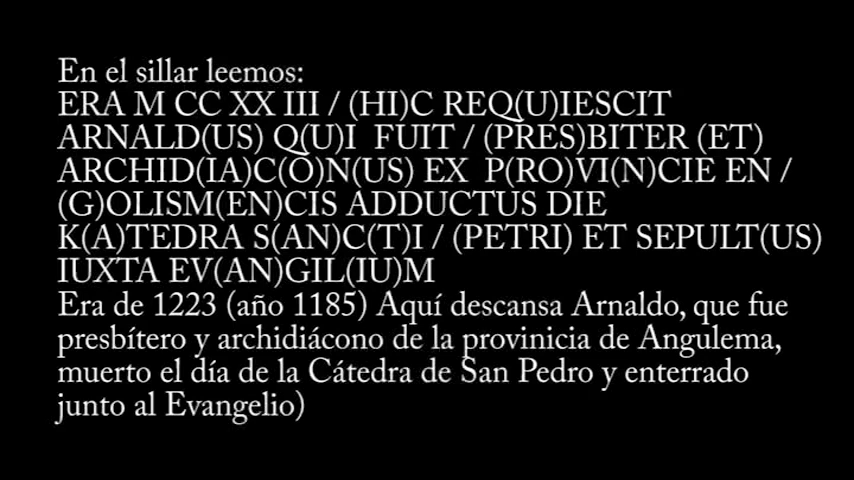 En el sillar leemos:
ERA M CC XX III / (HI)C REQ(U)IESCIT
ARNALD(US) Q(U)I FUIT / (PRES)BITER (ET)
ARCHID(IA)C(O)N(US) EX P(RO)VI(N)CIE EN /
(G)OLISM(EN)CIS ADDUCTUS DIE
K(A)TEDRA S(AN)C(T)I / (PETRI) ET SEPULT(US)
IUXTA EV(AN)GIL(IU)M
Era de 1223 (año 1185) Aquí descansa Arnaldo, que fue
presbítero y archidiácono de la provinicia de Angulema,
muerto el día de la Cátedra de San Pedro y enterrado
junto al Evangelio)